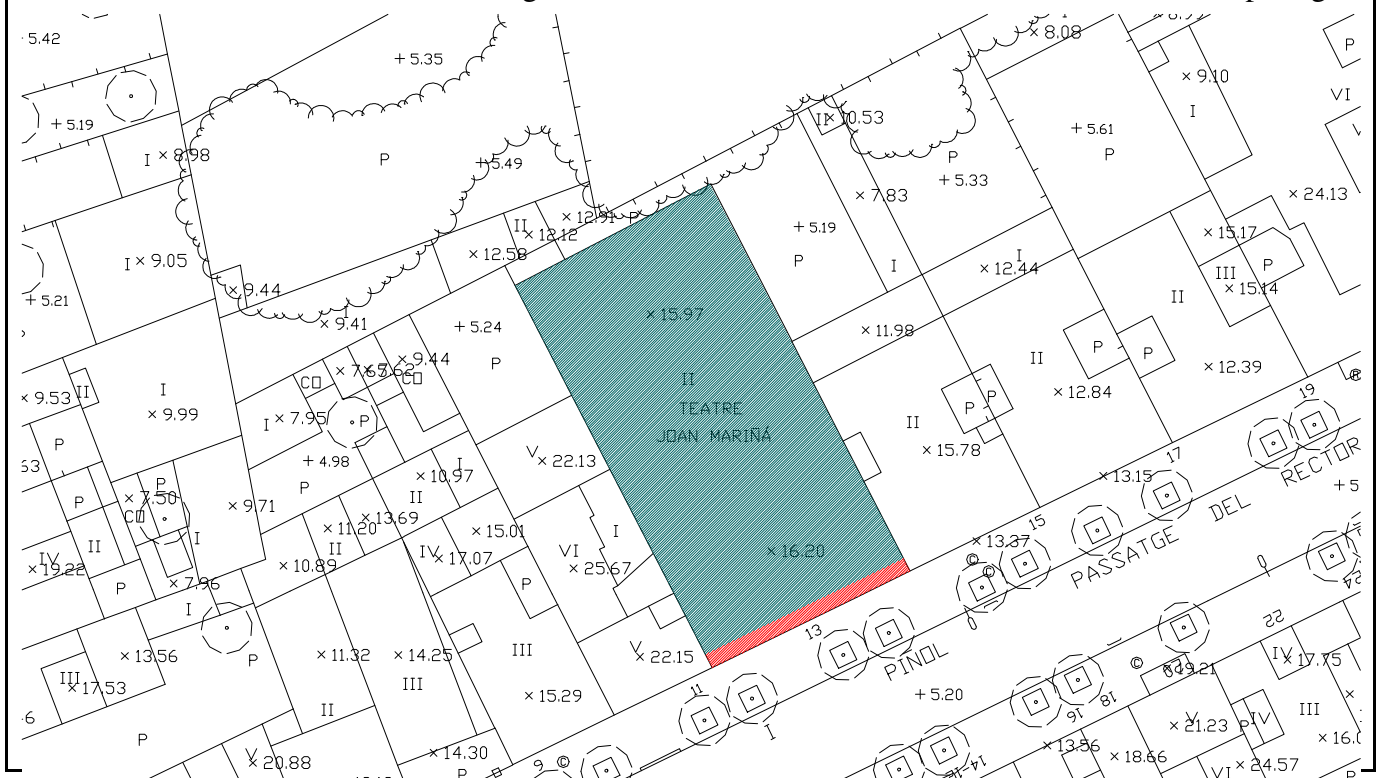 +5.42
+5.35
×8.08
+5.19
×9.10
P
VI
I
II×10.53
I ×8.98
P
+5.49
+5.61
P
P
+5.33
×7.83
×24.13
×12.91
P
II
×12.12
+5.19
×15.17
×12.58
P
I
I
×12.44
III
P
I×9.05
×9.44
+5.21
×15.14
II
×15.97
I
×9.41
+5.24
×11.98
×9.44
P
II
P
P
×12.39
CO
CO
II
×12.84
×9.53
II
I
×9.99
I ×7.95
P
P
P
TEATRE
JOAN MARIÑÁ
II
×15.78
19
17
RECTOR
P
+4.98
V
×22.13
×10.97
I
×13.15
P
P
P
×7.50
CO
×9.71
II
×13.69
×11.20
II
×15.01
I
15
DEL
PASSATGE
×13.37
II
I
IV
×19.22
×10.89
IV
×17.07
VI
×25.67
×16.20
P
×7.96
P
I
13
22
24
×13.56
P
×11.32
×14.25
III
III
V
×22.15
PINOL
IV
×17.75
III
×17.53
II
×15.29
11
+5.20
20
×19.21
18
16
V
×21.23
P
IV
III
P
V
×20.88
×14.30
P
9
14
×13.56
×18.66
VI
×24.57